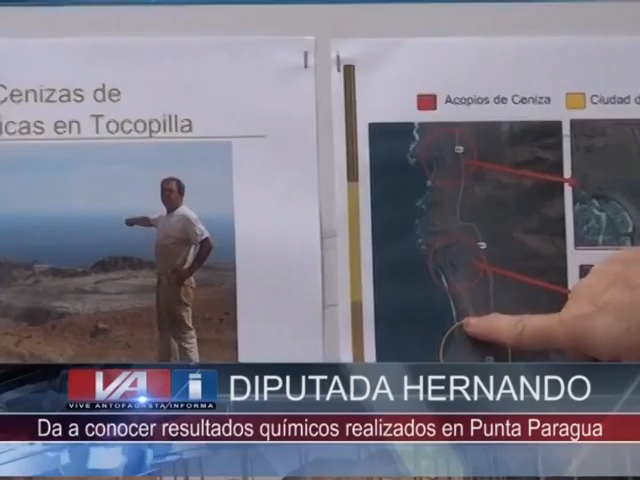 Cenizas de
icas en Tocopilla
Acopios de Ceniza
Ciudad d
VA i
VIVE ANTOFAGASTA INFORMA
DIPUTADA HERNANDO
Da a conocer resultados químicos realizados en Punta Paragua